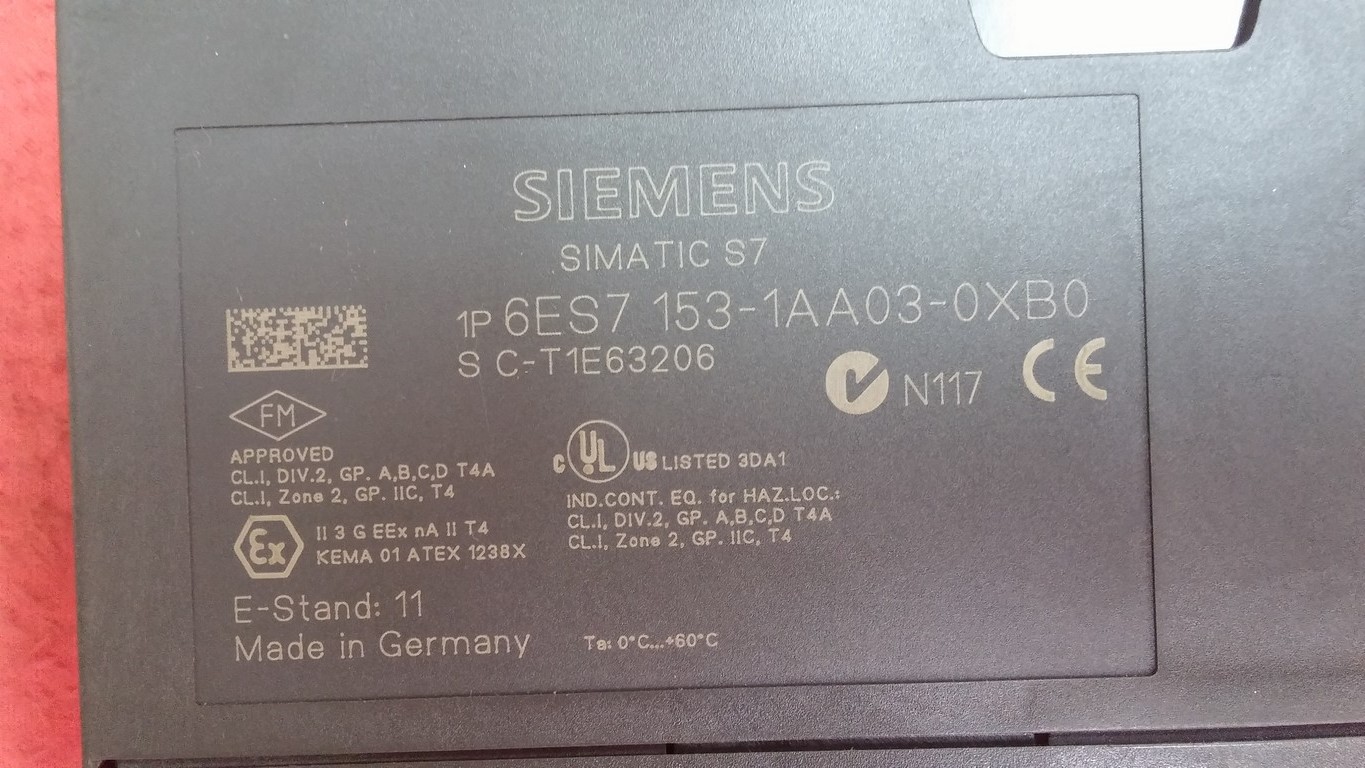 SIEMENS
SIMATIC S7
1P 6ES7 153-1AA03-0XB0
S C-T1E63206
N117 CE
FM
APPROVED
CL.I, DIV.2, GP. A,B,C,D T4A
CL.I, Zone 2, GP. IIC, T4
c UL US LISTED 3DA1
IND.CONT. EQ. for HAZ.LOC.:
CL.I, DIV.2, GP. A,B,C,D T4A
CL.I, Zone 2, GP. IIC, T4
Ex II 3 G EEx nA II T4
KEMA 01 ATEX 1238X
E-Stand: 11
Made in Germany
Ta: 0°C...+60°C